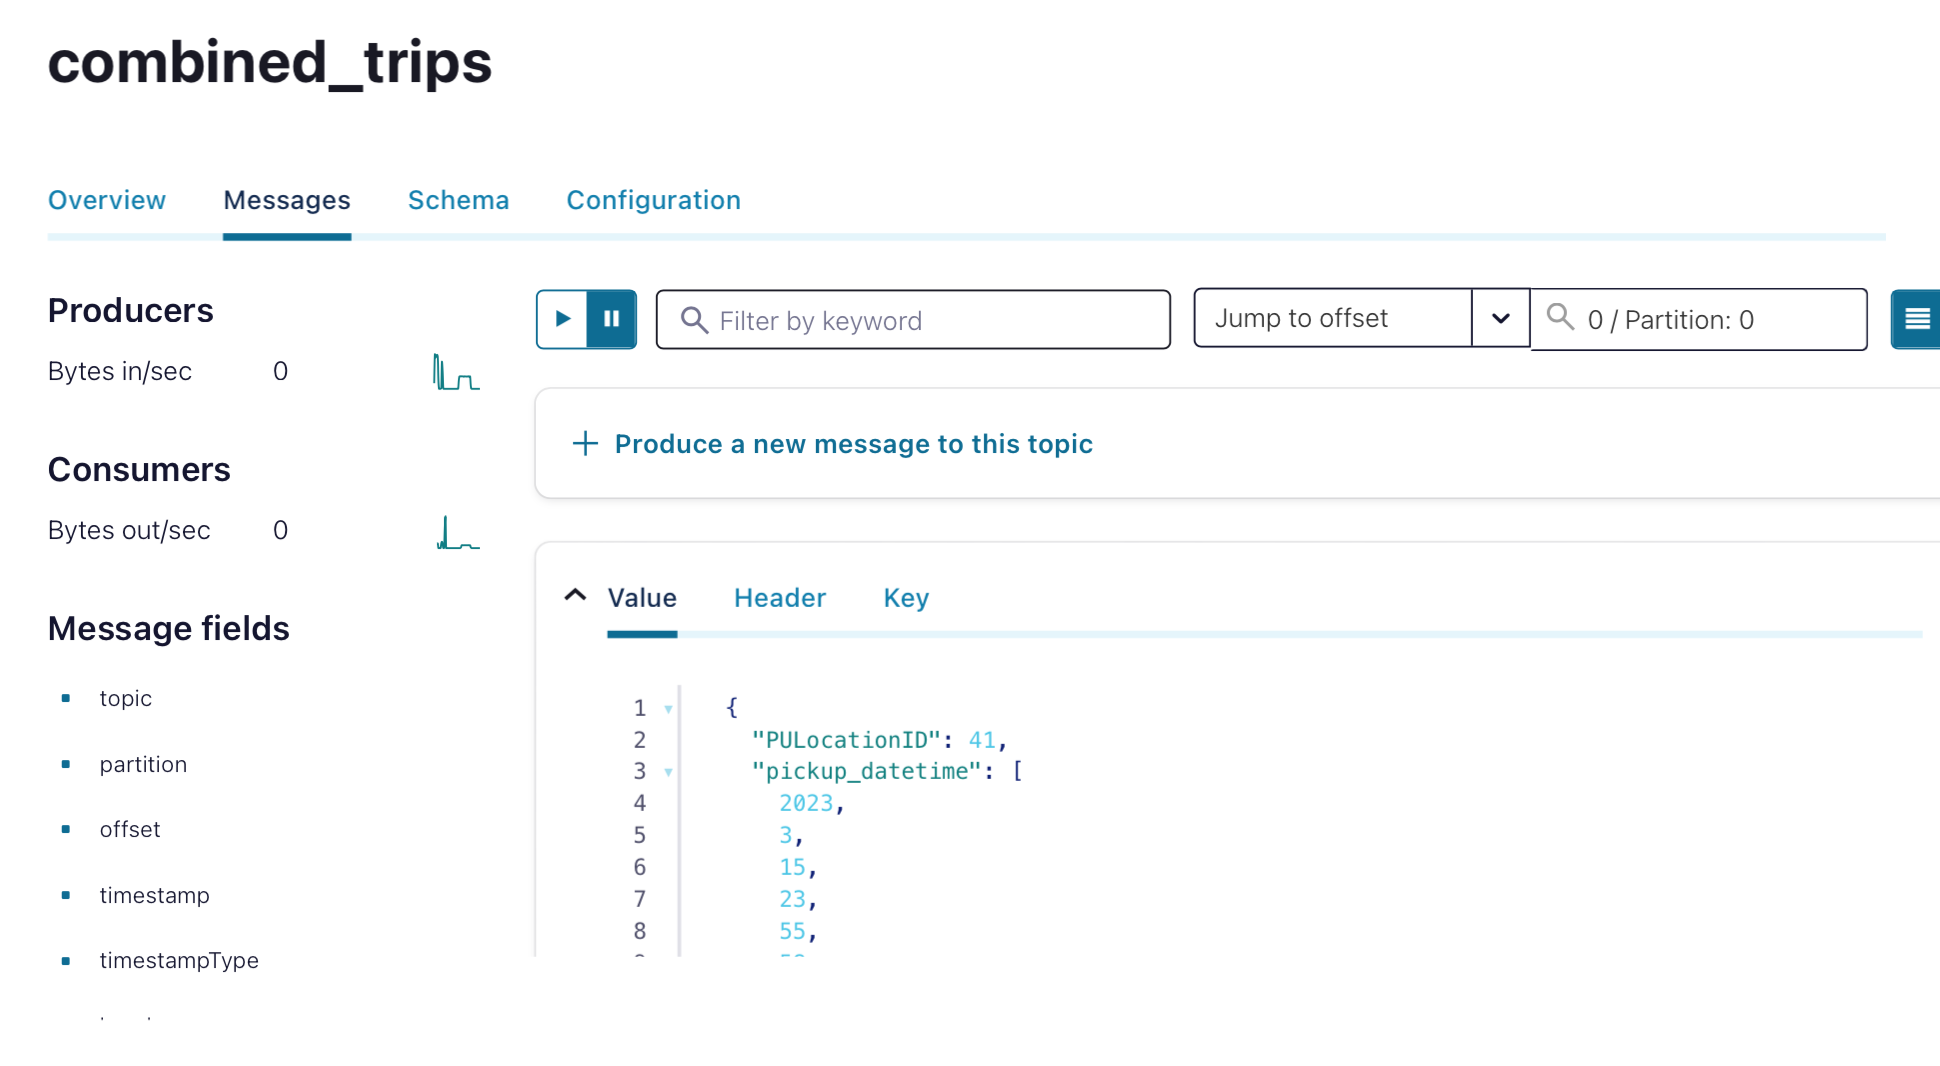 combined_trips
Overview Messages Schema Configuration
Producers
Bytes in/sec 0
Consumers
Bytes out/sec 0
Message fields
topic
partition
offset
timestamp
timestampType
Filter by keyword
Jump to offset
0 / Partition: 0
Produce a new message to this topic
Value Header Key
1 {
2 "PULocationID": 41,
3 "pickup_datetime": [
4 2023,
5 3,
6 15,
7 23,
8 55,